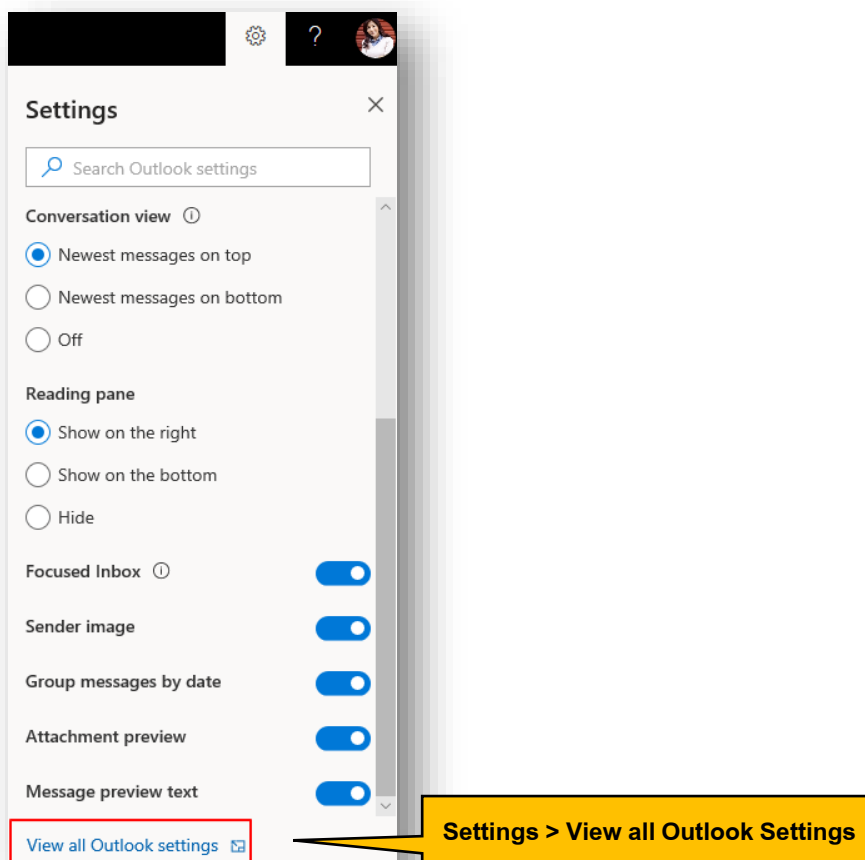 ?
Settings
Search Outlook settings
Conversation view
Newest messages on top
Newest messages on bottom
Off
Reading pane
Show on the right
Show on the bottom
Hide
Focused Inbox
Sender image
Group messages by date
Attachment preview
Message preview text
View all Outlook settings
Settings > View all Outlook Settings